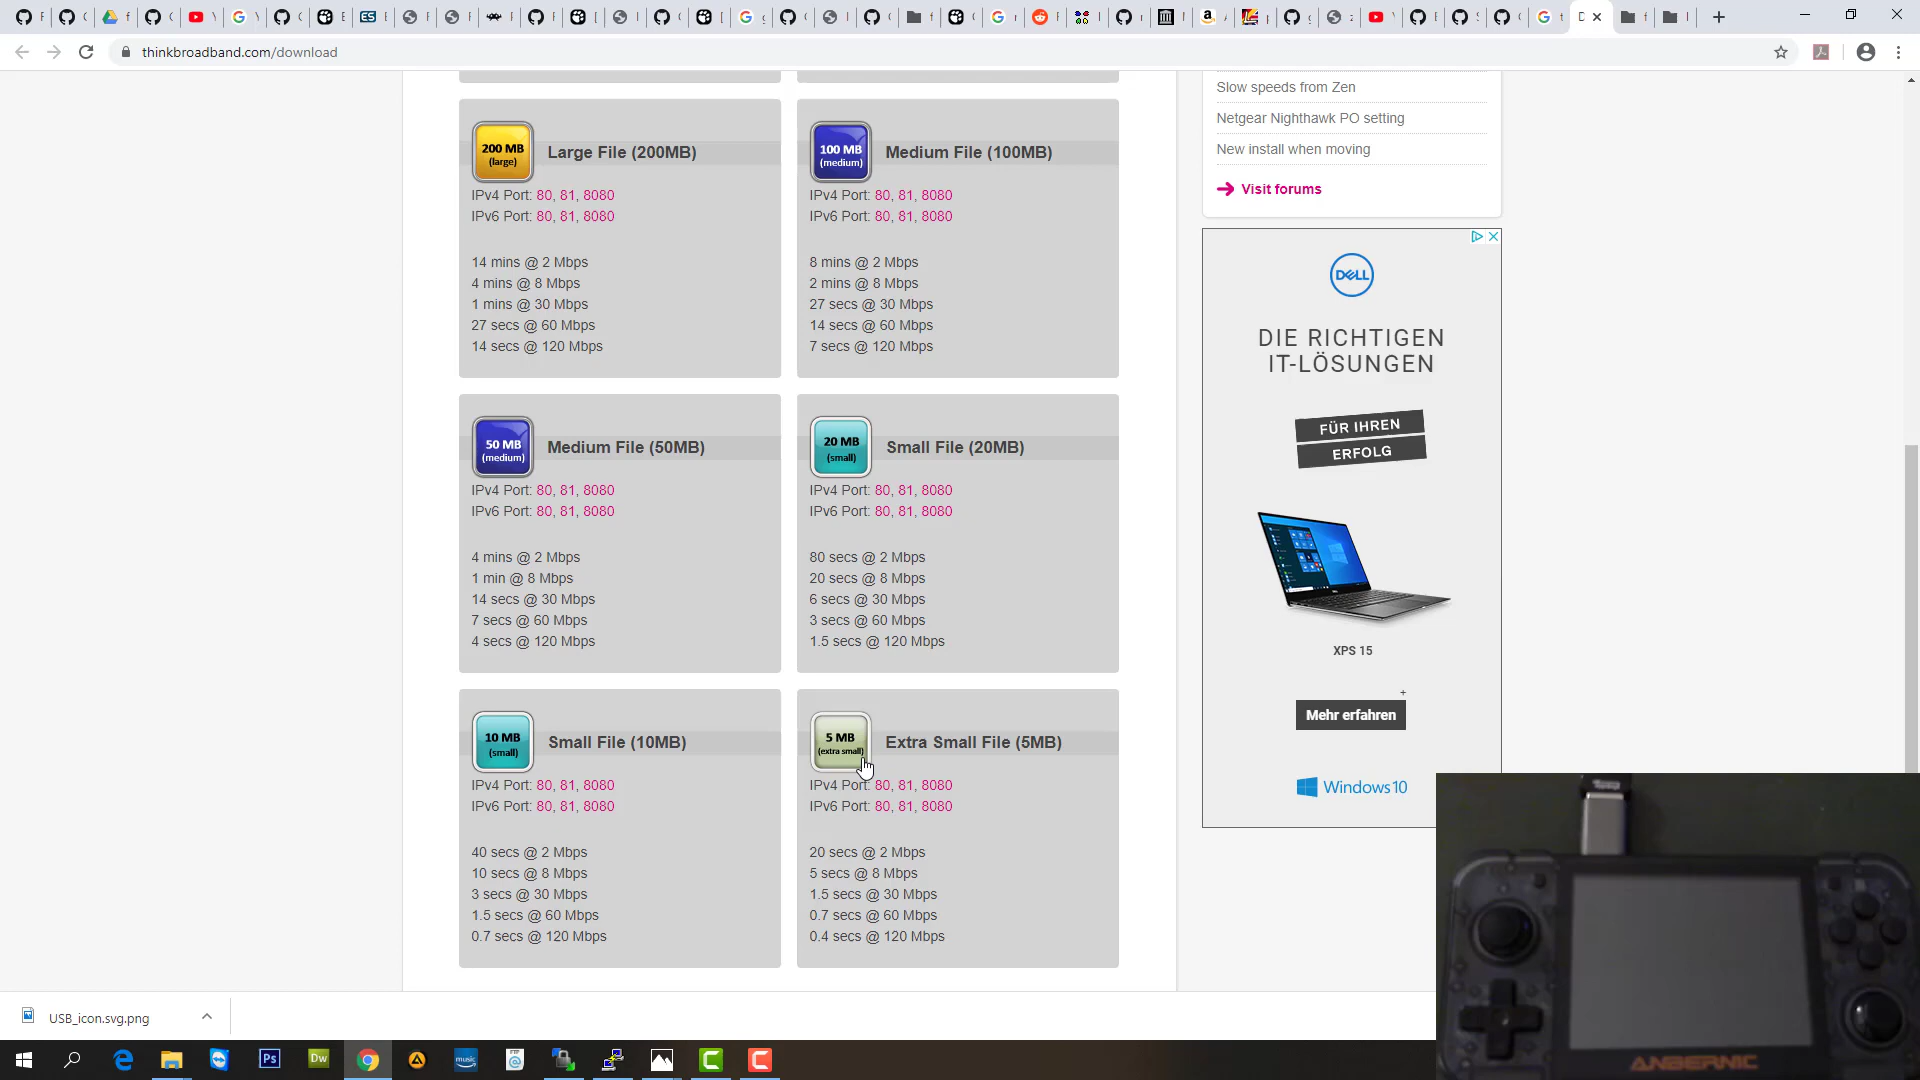 thinkbroadband.com/download
200 MB
(large)
Large File (200MB)
IPv4 Port: 80, 81, 8080
IPv6 Port: 80, 81, 8080
14 mins @ 2 Mbps
4 mins @ 8 Mbps
1 mins @ 30 Mbps
27 secs @ 60 Mbps
14 secs @ 120 Mbps
100 MB
(medium)
Medium File (100MB)
IPv4 Port: 80, 81, 8080
IPv6 Port: 80, 81, 8080
8 mins @ 2 Mbps
2 mins @ 8 Mbps
27 secs @ 30 Mbps
14 secs @ 60 Mbps
7 secs @ 120 Mbps
50 MB
(medium)
Medium File (50MB)
IPv4 Port: 80, 81, 8080
IPv6 Port: 80, 81, 8080
4 mins @ 2 Mbps
1 min @ 8 Mbps
14 secs @ 30 Mbps
7 secs @ 60 Mbps
4 secs @ 120 Mbps
20 MB
(small)
Small File (20MB)
IPv4 Port: 80, 81, 8080
IPv6 Port: 80, 81, 8080
80 secs @ 2 Mbps
20 secs @ 8 Mbps
6 secs @ 30 Mbps
3 secs @ 60 Mbps
1.5 secs @ 120 Mbps
10 MB
(small)
Small File (10MB)
IPv4 Port: 80, 81, 8080
IPv6 Port: 80, 81, 8080
40 secs @ 2 Mbps
10 secs @ 8 Mbps
3 secs @ 30 Mbps
1.5 secs @ 60 Mbps
0.7 secs @ 120 Mbps
5 MB
(extra small)
Extra Small File (5MB)
IPv4 Port: 80, 81, 8080
IPv6 Port: 80, 81, 8080
20 secs @ 2 Mbps
5 secs @ 8 Mbps
1.5 secs @ 30 Mbps
0.7 secs @ 60 Mbps
0.4 secs @ 120 Mbps
Slow speeds from Zen
Netgear Nighthawk PO setting
New install when moving
Visit forums
DELL
DIE RICHTIGEN
IT-LÖSUNGEN
FÜR IHREN
ERFOLG
XPS 15
Mehr erfahren
Windows10
ANBERNIC
USB_icon.svg.png
Ps
Dw
music